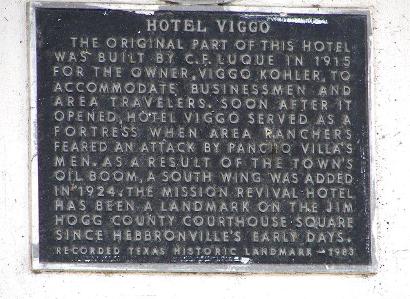 HOTEL VIGGO
THE ORIGINAL PART OF THIS HOTEL
WAS BUILT BY C.F. LUQUE IN 1915
FOR THE OWNER, VIGGO KOHLER, TO
ACCOMMODATE BUSINESSMEN AND
AREA TRAVELERS. SOON AFTER IT
OPENED, HOTEL VIGGO SERVED AS A
FORTRESS WHEN AREA RANCHERS
FEARED AN ATTACK BY PANCHO VILLA'S
MEN. AS A RESULT OF THE TOWN'S
OIL BOOM, A SOUTH WING WAS ADDED
IN 1924. THE MISSION REVIVAL HOTEL
HAS BEEN A LANDMARK ON THE JIM
HOGG COUNTY COURTHOUSE SQUARE
SINCE HEBBRONVILLE'S EARLY DAYS.
RECORDED TEXAS HISTORIC LANDMARK - 1983